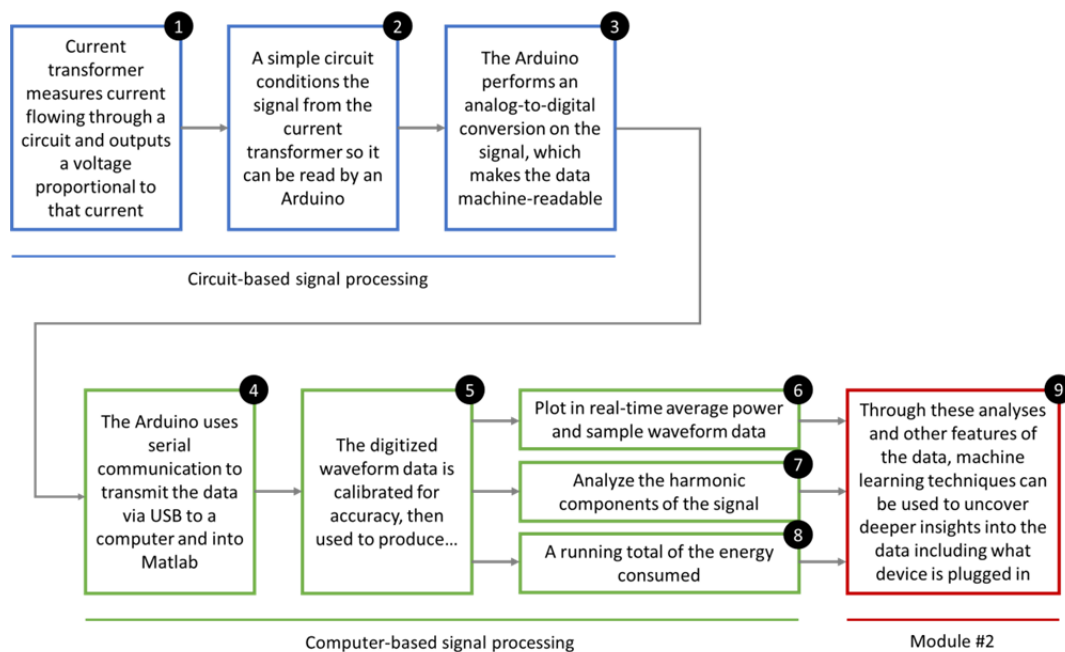 1
Current
transformer
measures current
flowing through a
circuit and outputs
a voltage
proportional to
that current
2
A simple circuit
conditions the
signal from the
current
transformer so it
can be read by an
Arduino
3
The Arduino
performs an
analog-to-digital
conversion on the
signal, which
makes the data
machine-readable
Circuit-based signal processing
4
The Arduino uses
serial
communication to
transmit the data
via USB to a
computer and into
Matlab
5
The digitized
waveform data is
calibrated for
accuracy, then
used to produce…
6
Plot in real-time average power
and sample waveform data
7
Analyze the harmonic
components of the signal
8
A running total of the energy
consumed
9
Through these analyses
and other features of
the data, machine
learning techniques can
be used to uncover
deeper insights into the
data including what
device is plugged in
Computer-based signal processing
Module #2